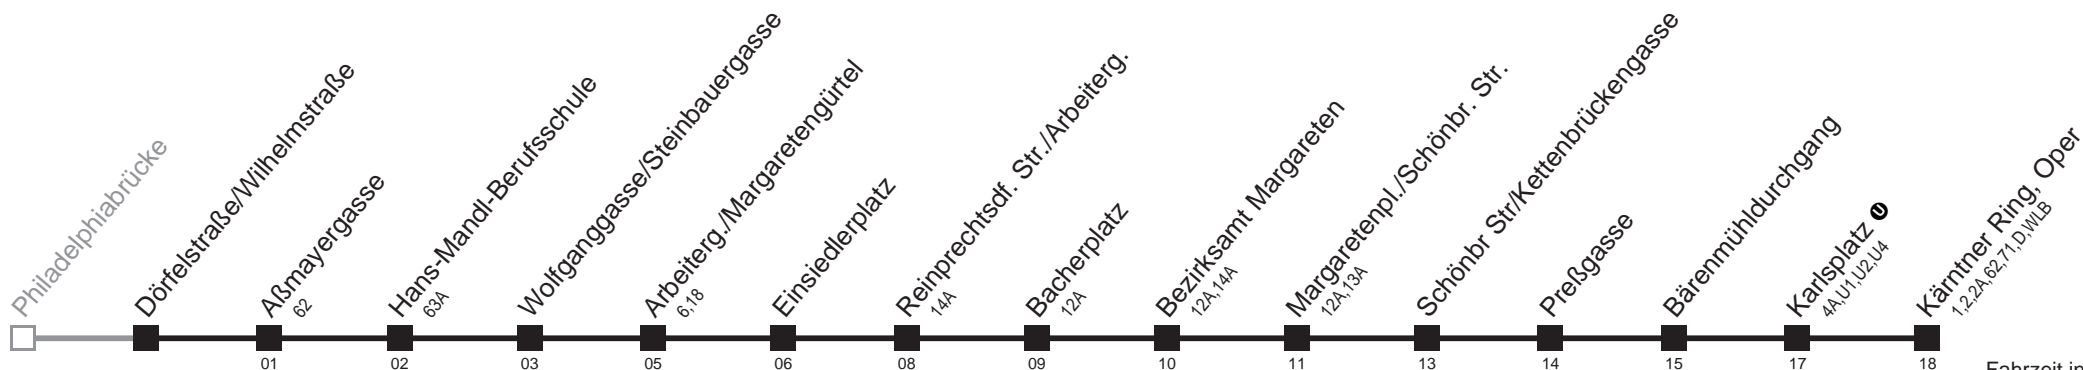 Philadelphiabrücke
Dörfelstraße/Wilhelmstraße
Aßmayergasse
62
Hans-Mandl-Berufsschule
63A
Wolfganggasse/Steinbauergasse
Arbeiterg./Margaretengürtel
6,18
Einsiedlerplatz
Reinprechtsdf. Str./Arbeiterg.
14A
Bacherplatz
12A
Bezirksamt Margareten
12A,14A
Margaretenpl./Schönbr. Str.
12A,13A
Schönbr Str/Kettenbrückengasse
Preßgasse
Bärenmühldurchgang
Karlsplatz U
4A,U1,U2,U4
Kärntner Ring, Oper
1,2,2A,62,71,D,WLB
01 02 03 05 06 08 09 10 11 13 14 15 17 18
Fahrzeit in